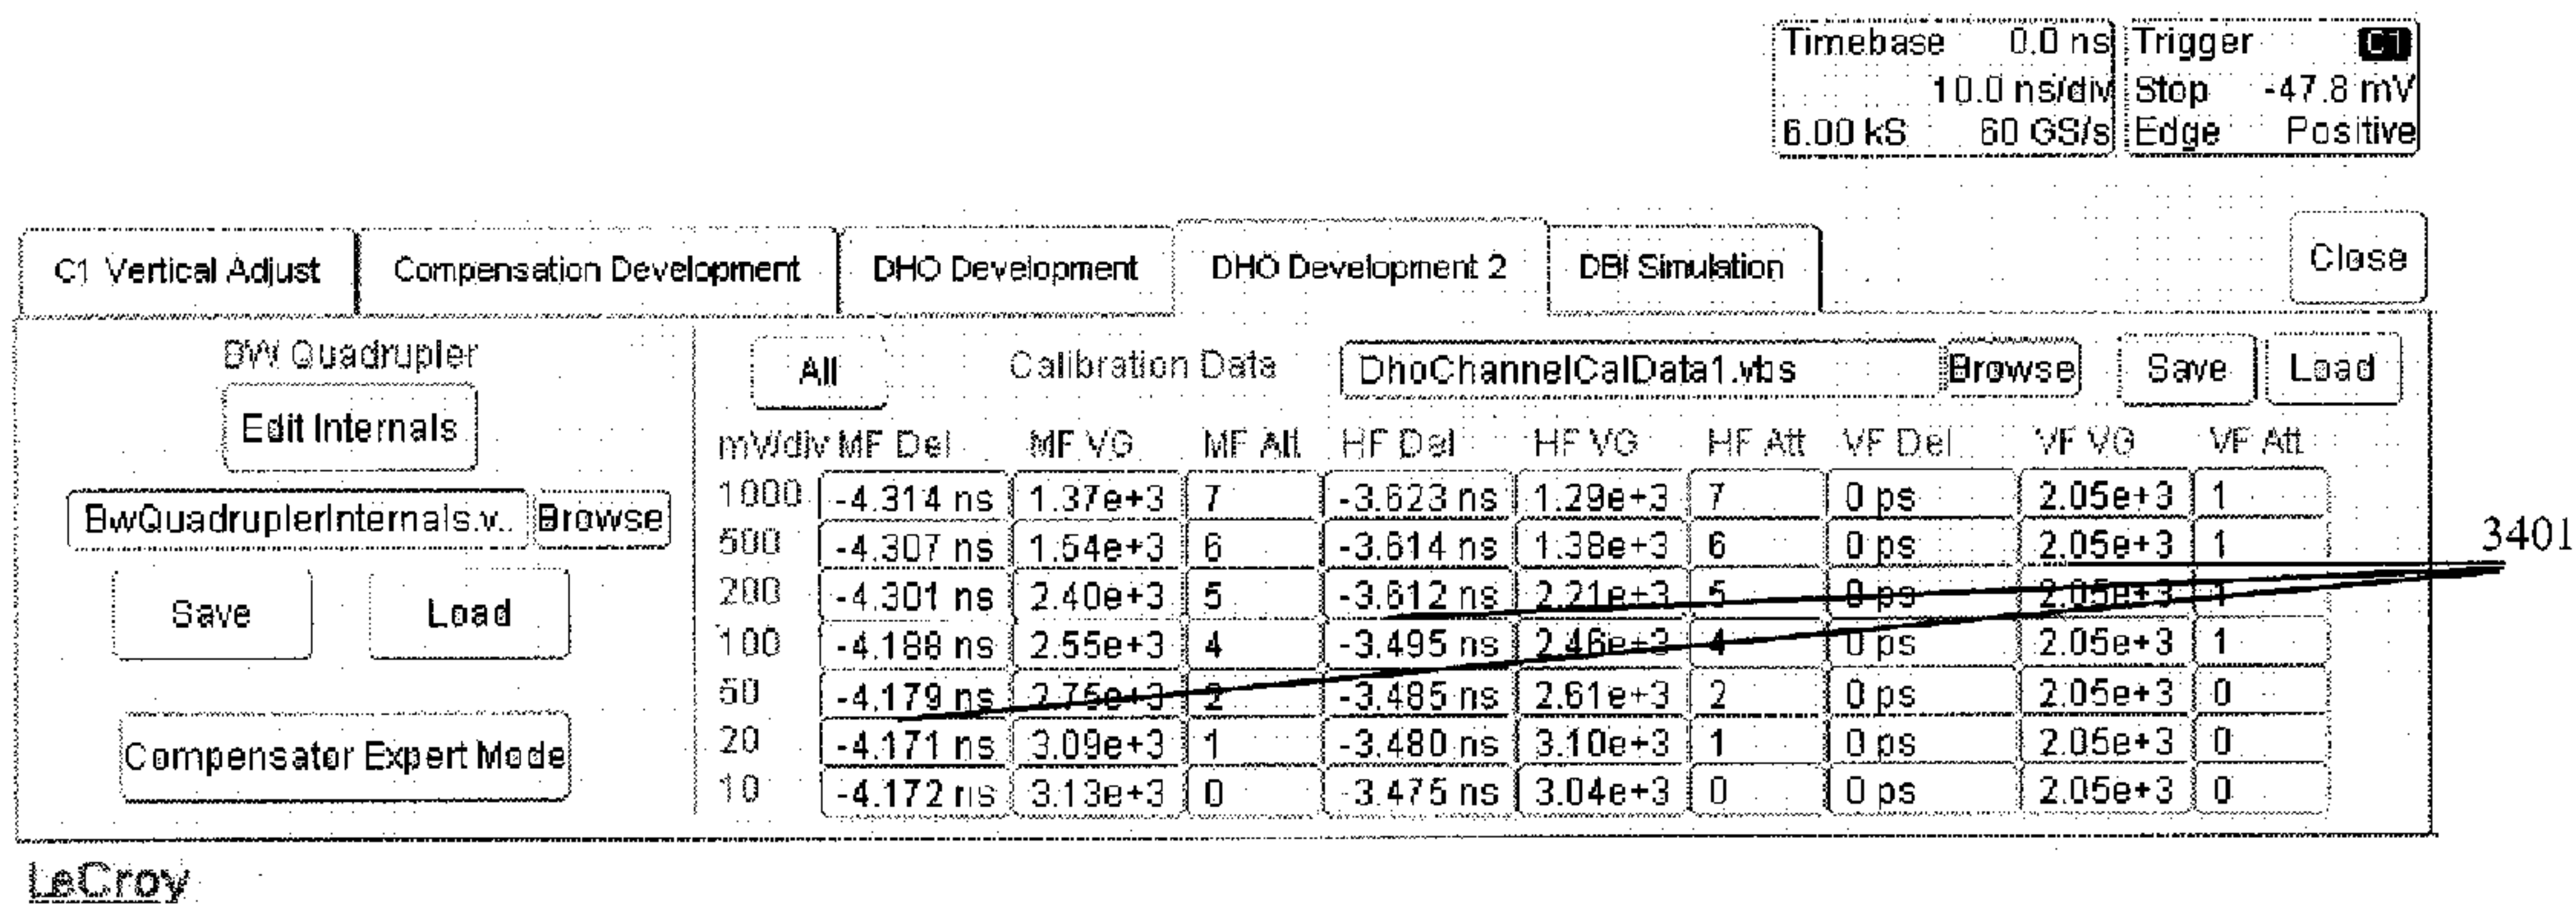 Timebase 0.0 ns Trigger C1
10.0 ns/div Stop -47.8 mV
6.00 kS 60 GS/s Edge Positive
C1 Vertical Adjust Compensation Development DHO Development DHO Development 2 DBI Simulation Close
BW Quadrupler All Calibration Data DhoChannelCalData1.vbs Browse Save Load
Edit Internals
mV/div MF Del MF VG MF Att HF Del HF VG HF Att VF Del VF VG VF Att
1000 -4.314 ns 1.37e+3 7 -3.623 ns 1.29e+3 7 0 ps 2.05e+3 1
BwQuadruplerInternals.v.. Browse
500 -4.307 ns 1.54e+3 6 -3.614 ns 1.38e+3 6 0 ps 2.05e+3 1
3401
200 -4.301 ns 2.40e+3 5 -3.612 ns 2.21e+3 5 0 ps 2.05e+3 1
Save Load
100 -4.188 ns 2.55e+3 4 -3.495 ns 2.46e+3 4 0 ps 2.05e+3 1
50 -4.179 ns 2.75e+3 2 -3.485 ns 2.61e+3 2 0 ps 2.05e+3 0
Compensator Expert Mode
20 -4.171 ns 3.09e+3 1 -3.480 ns 3.10e+3 1 0 ps 2.05e+3 0
10 -4.172 ns 3.13e+3 0 -3.475 ns 3.04e+3 0 0 ps 2.05e+3 0
LeCroy